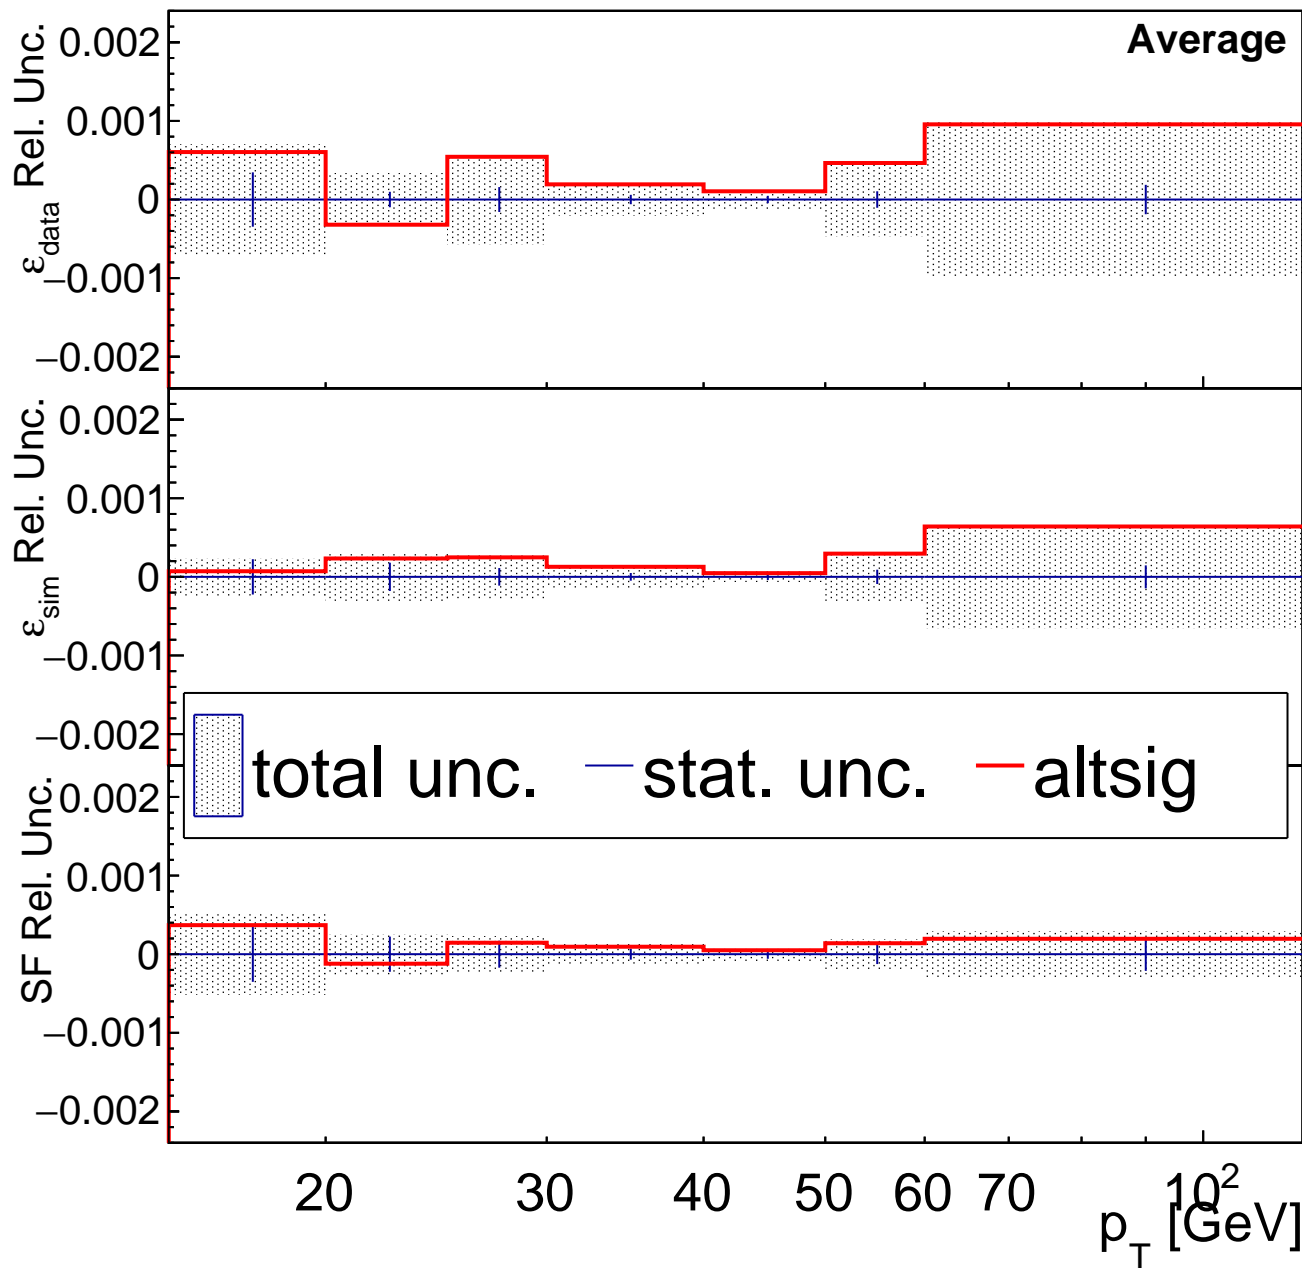 Average
ε_data Rel. Unc.
0.002
0.001
0
−0.001
−0.002
ε_sim Rel. Unc.
0.002
0.001
0
−0.001
−0.002
total unc. stat. unc. altsig
SF Rel. Unc.
0.002
0.001
0
−0.001
−0.002
20 30 40 50 60 70 10²
p_T [GeV]